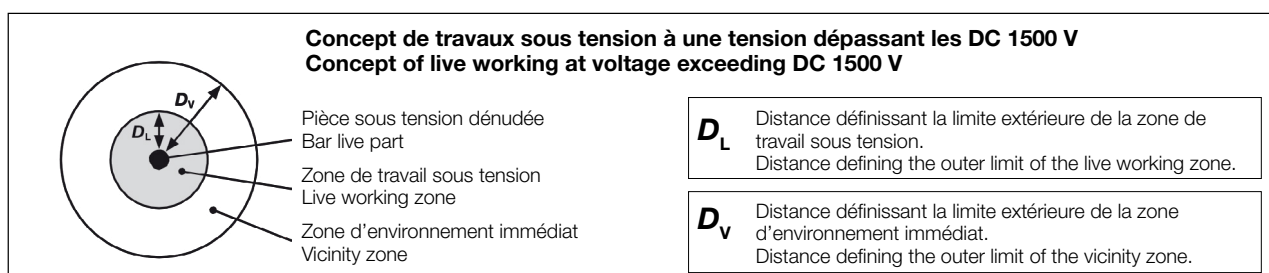 Concept de travaux sous tension à une tension dépassant les DC 1500 V
Concept of live working at voltage exceeding DC 1500 V
DV
DL
Pièce sous tension dénudée
Bar live part
Zone de travail sous tension
Live working zone
Zone d’environnement immédiat
Vicinity zone
DL
Distance définissant la limite extérieure de la zone de
travail sous tension.
Distance defining the outer limit of the live working zone.
DV
Distance définissant la limite extérieure de la zone
d’environnement immédiat.
Distance defining the outer limit of the vicinity zone.